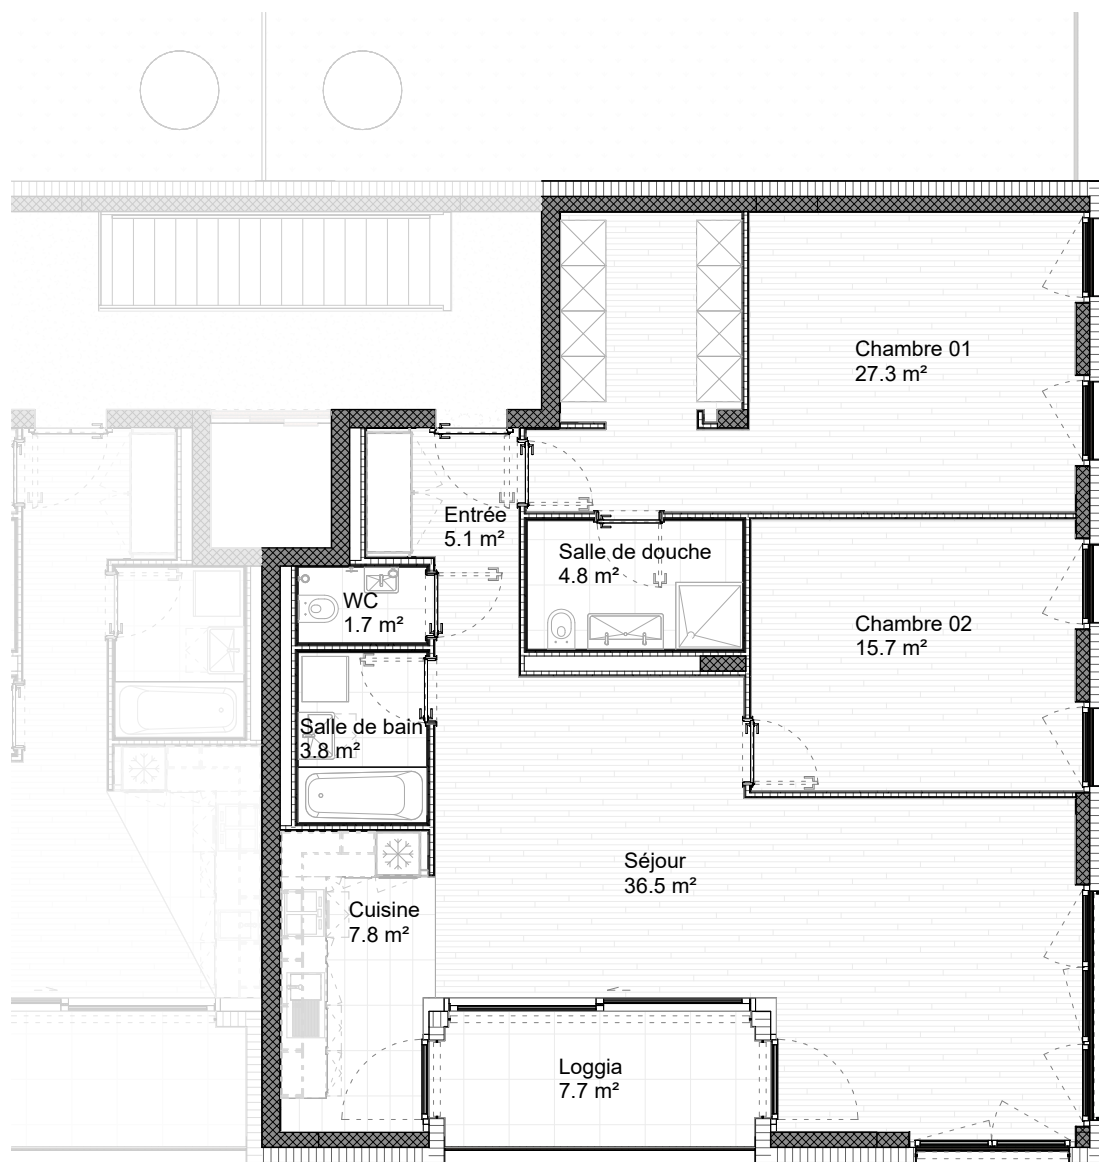 Chambre 01
27.3 m²
Entrée
5.1 m²
Salle de douche
4.8 m²
WC
1.7 m²
Chambre 02
15.7 m²
Salle de bain
3.8 m²
Séjour
36.5 m²
Cuisine
7.8 m²
Loggia
7.7 m²